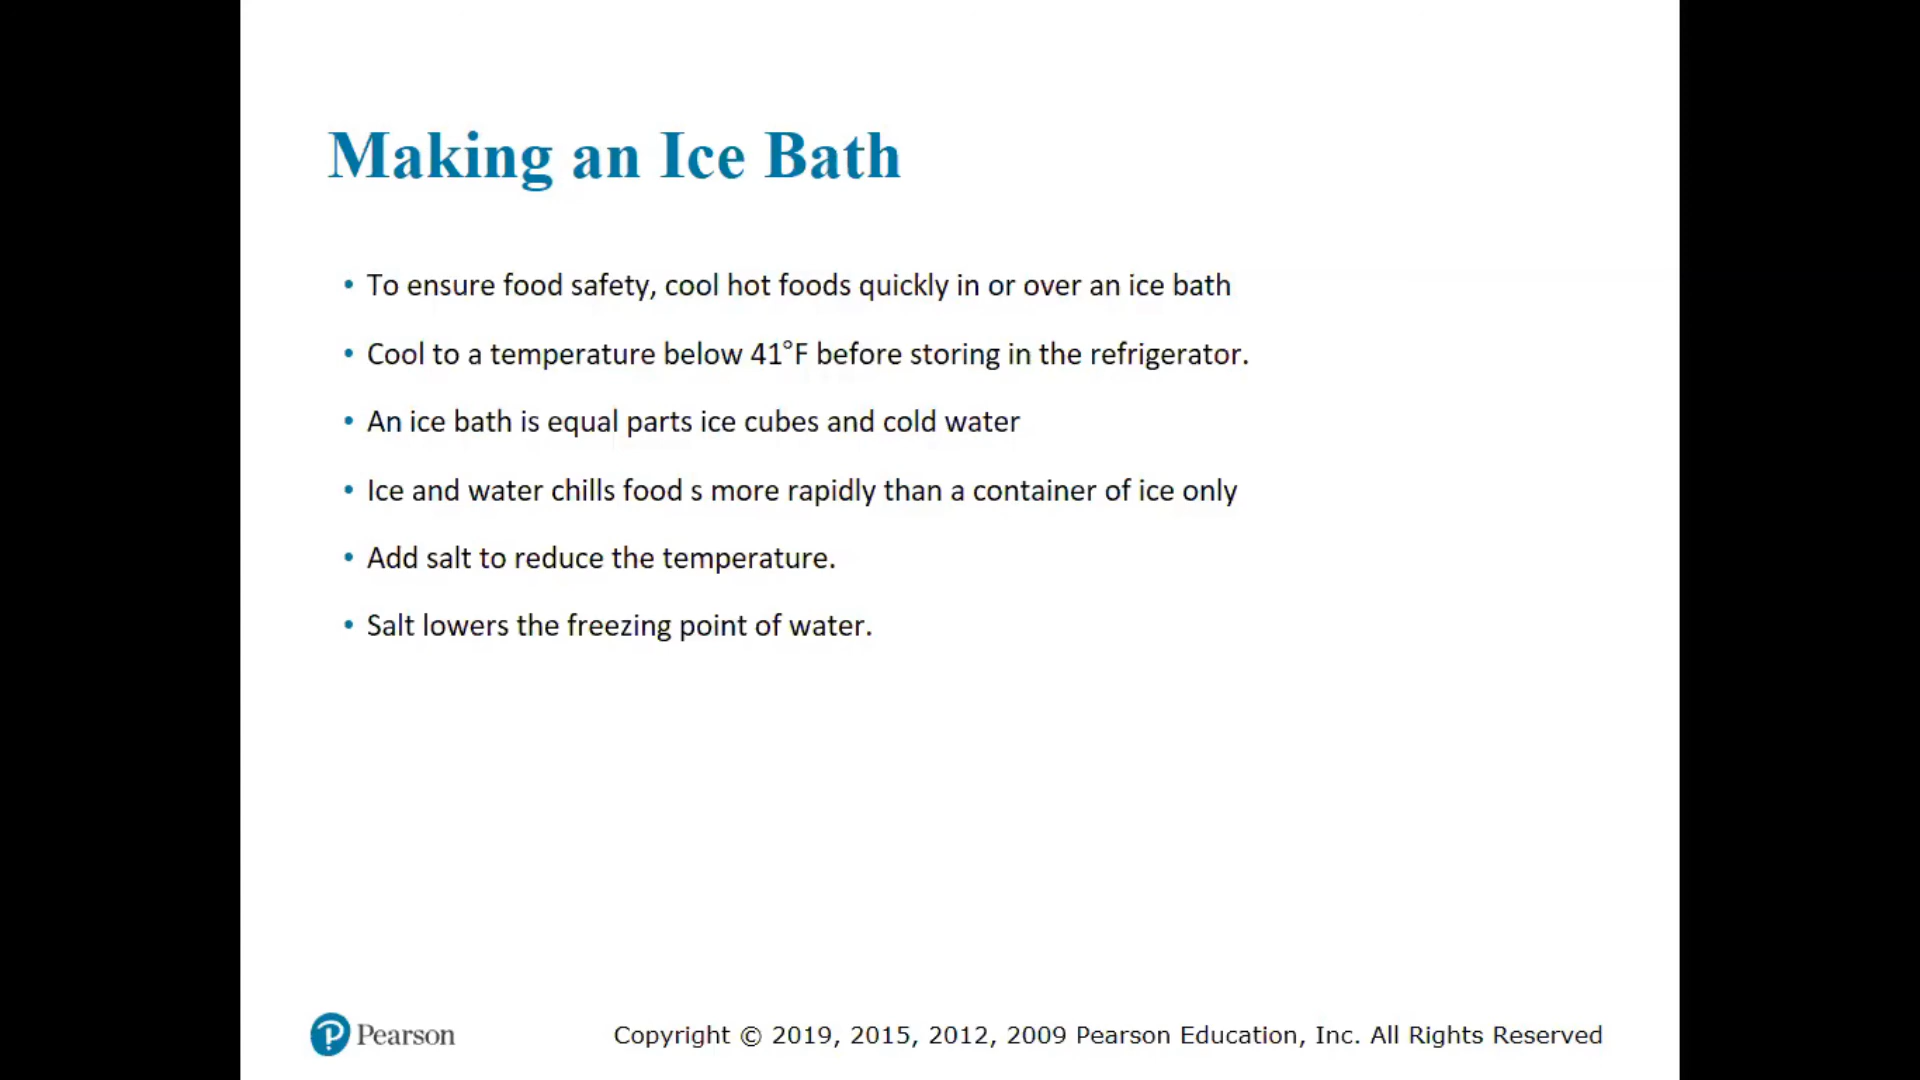 Making an Ice Bath
• To ensure food safety, cool hot foods quickly in or over an ice bath
• Cool to a temperature below 41°F before storing in the refrigerator.
• An ice bath is equal parts ice cubes and cold water
• Ice and water chills food s more rapidly than a container of ice only
• Add salt to reduce the temperature.
• Salt lowers the freezing point of water.
Pearson
Copyright © 2019, 2015, 2012, 2009 Pearson Education, Inc. All Rights Reserved